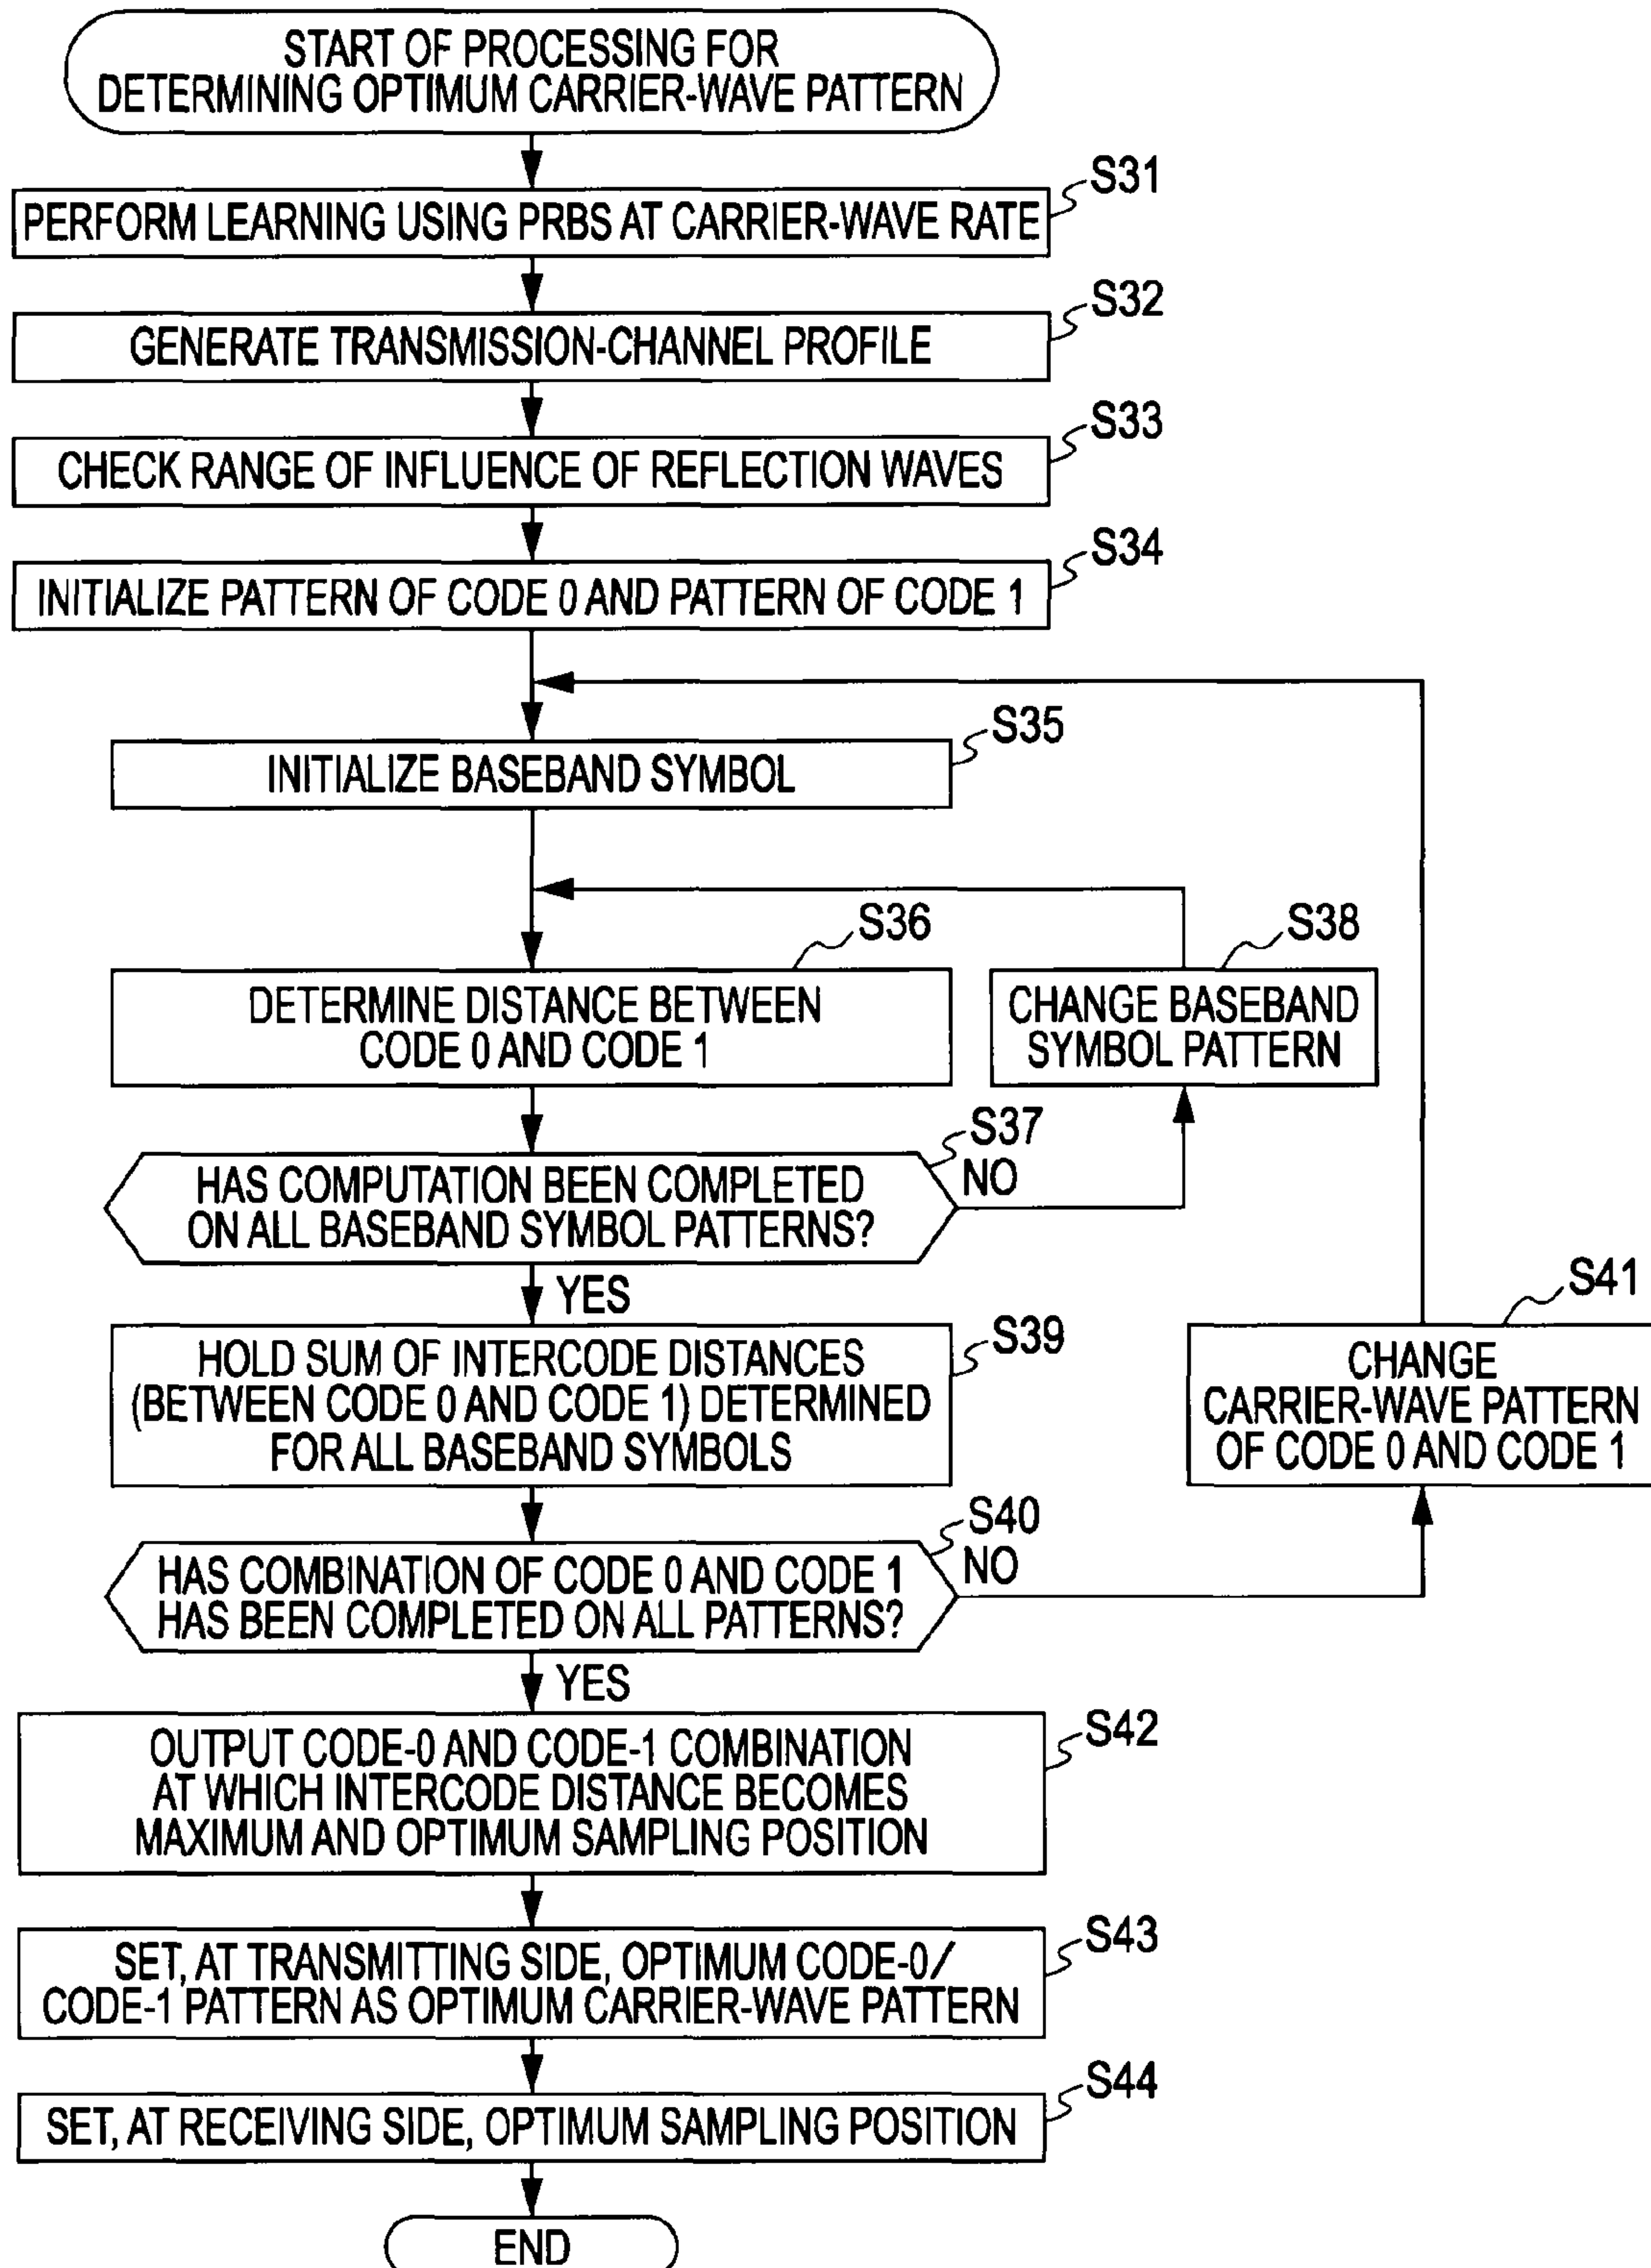 START OF PROCESSING FOR
DETERMINING OPTIMUM CARRIER-WAVE PATTERN
S31
PERFORM LEARNING USING PRBS AT CARRIER-WAVE RATE
S32
GENERATE TRANSMISSION-CHANNEL PROFILE
S33
CHECK RANGE OF INFLUENCE OF REFLECTION WAVES
S34
INITIALIZE PATTERN OF CODE 0 AND PATTERN OF CODE 1
S35
INITIALIZE BASEBAND SYMBOL
S36
DETERMINE DISTANCE BETWEEN
CODE 0 AND CODE 1
S38
CHANGE BASEBAND
SYMBOL PATTERN
S37
HAS COMPUTATION BEEN COMPLETED
ON ALL BASEBAND SYMBOL PATTERNS?
NO
YES
S39
HOLD SUM OF INTERCODE DISTANCES
(BETWEEN CODE 0 AND CODE 1) DETERMINED
FOR ALL BASEBAND SYMBOLS
S41
CHANGE
CARRIER-WAVE PATTERN
OF CODE 0 AND CODE 1
S40
HAS COMBINATION OF CODE 0 AND CODE 1
HAS BEEN COMPLETED ON ALL PATTERNS?
NO
YES
S42
OUTPUT CODE-0 AND CODE-1 COMBINATION
AT WHICH INTERCODE DISTANCE BECOMES
MAXIMUM AND OPTIMUM SAMPLING POSITION
S43
SET, AT TRANSMITTING SIDE, OPTIMUM CODE-0/
CODE-1 PATTERN AS OPTIMUM CARRIER-WAVE PATTERN
S44
SET, AT RECEIVING SIDE, OPTIMUM SAMPLING POSITION
END